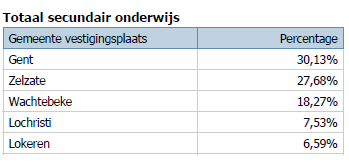 Totaal secundair onderwijs
Gemeente vestigingsplaats Percentage
Gent 30,13%
Zelzate 27,68%
Wachtebeke 18,27%
Lochristi 7,53%
Lokeren 6,59%